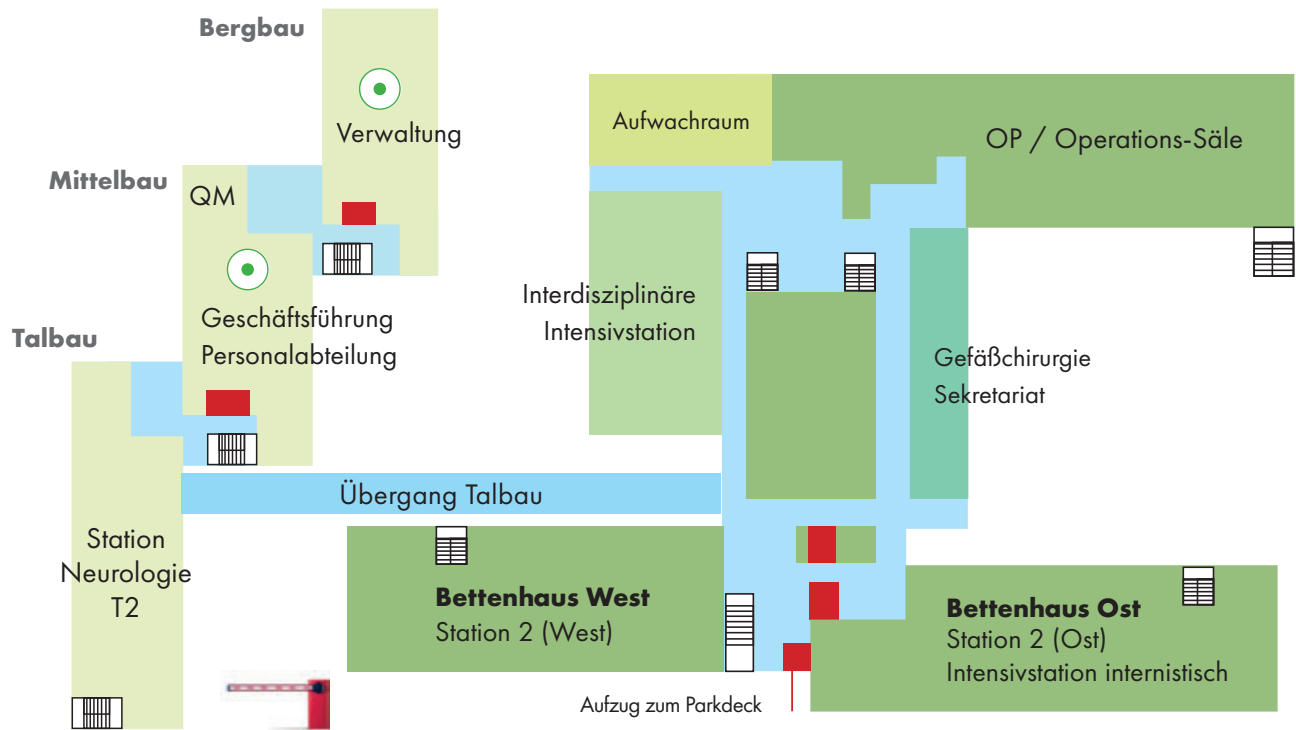 Bergbau
Verwaltung
Aufwachraum
OP / Operations-Säle
Mittelbau
QM
Geschäftsführung
Personalabteilung
Interdisziplinäre
Intensivstation
Gefäßchirurgie
Sekretariat
Talbau
Übergang Talbau
Station
Neurologie
T2
Bettenhaus West
Station 2 (West)
Bettenhaus Ost
Station 2 (Ost)
Intensivstation internistisch
Aufzug zum Parkdeck